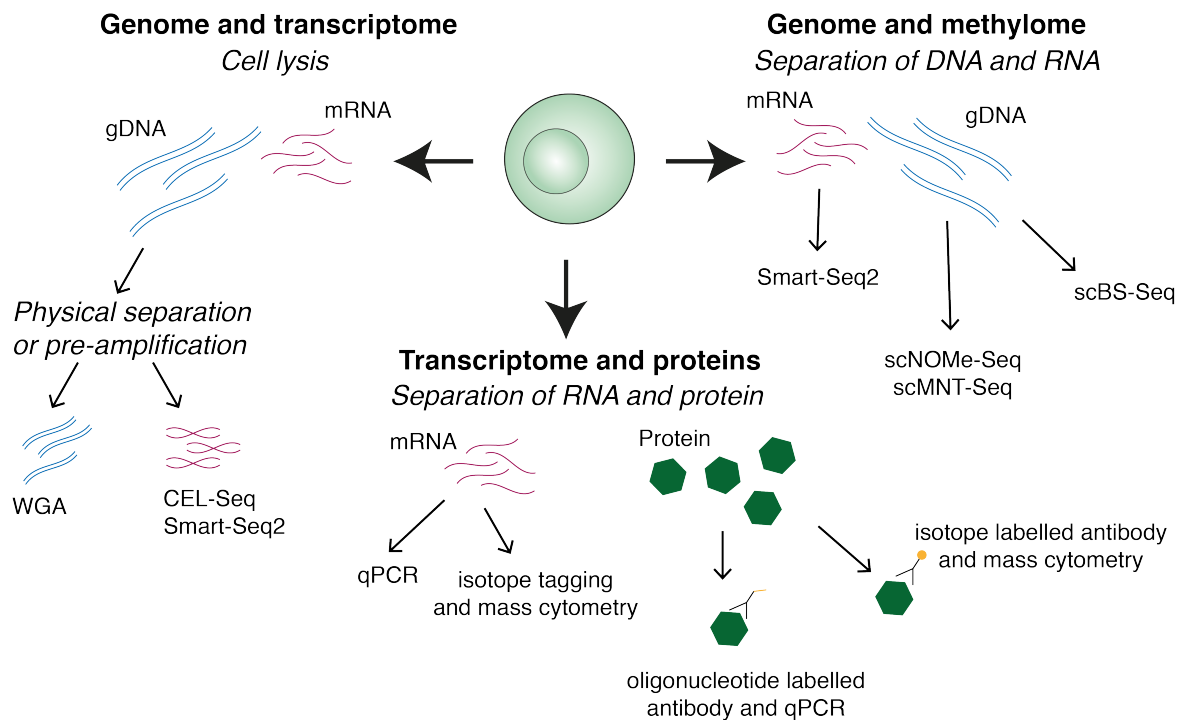 Genome and transcriptome
Cell lysis
gDNA
mRNA
Physical separation
or pre-amplification
WGA
CEL-Seq
Smart-Seq2
Genome and methylome
Separation of DNA and RNA
mRNA
gDNA
Smart-Seq2
scBS-Seq
scNOMe-Seq
scMNT-Seq
Transcriptome and proteins
Separation of RNA and protein
mRNA
Protein
qPCR
isotope tagging
and mass cytometry
isotope labelled antibody
and mass cytometry
oligonucleotide labelled
antibody and qPCR